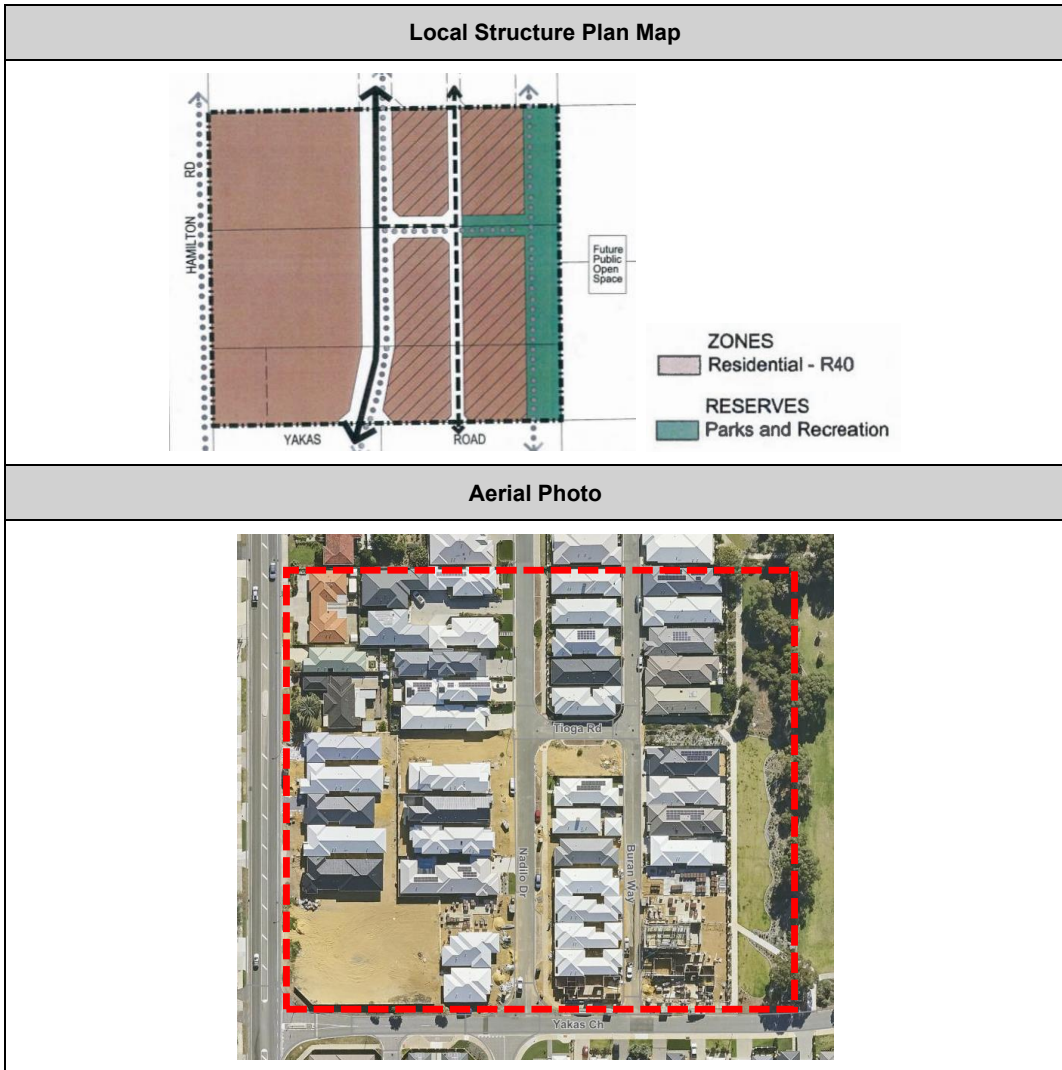 Local Structure Plan Map
HAMILTON RD
Future
Public
Open
Space
YAKAS ROAD
ZONES
Residential - R40
RESERVES
Parks and Recreation
Aerial Photo
Tioga Rd
Nadilo Dr
Buran Way
Yakas Ch